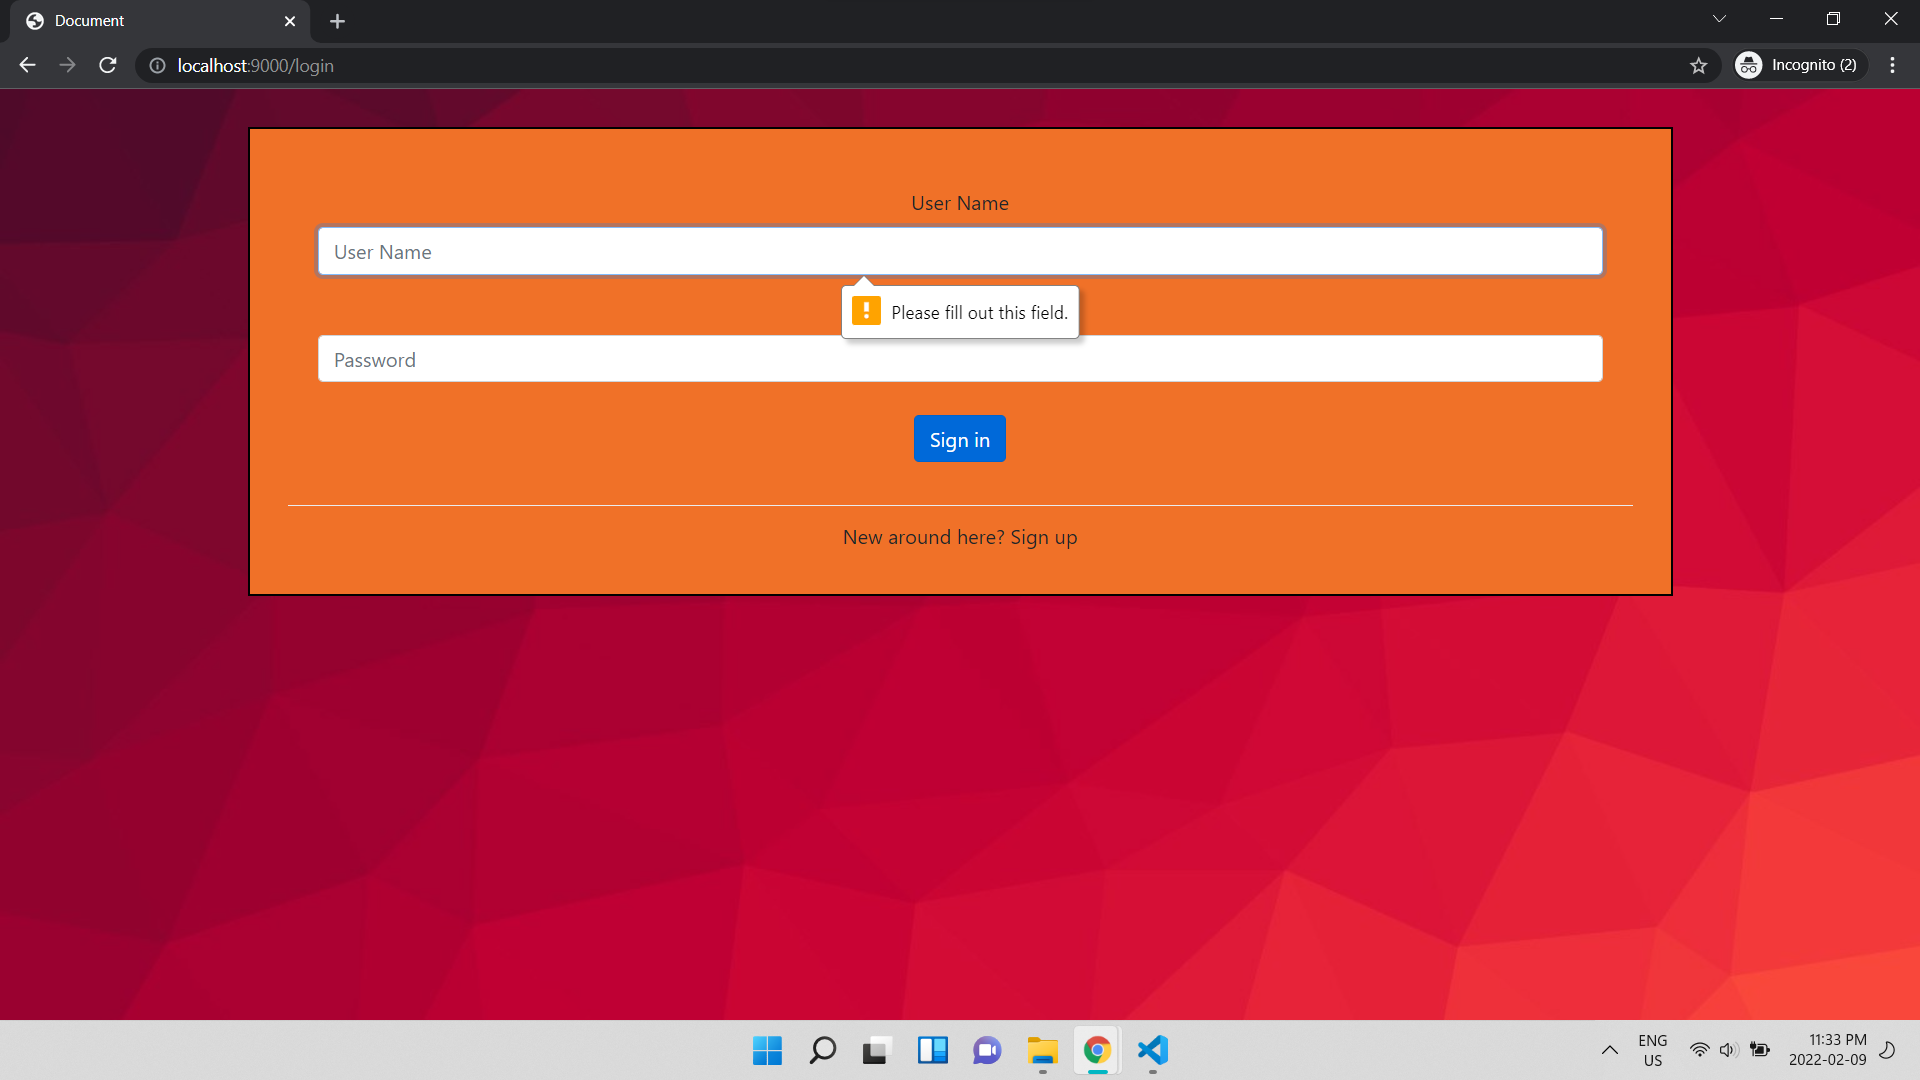 Document
localhost:9000/login
Incognito (2)
User Name
User Name
Please fill out this field.
Password
Sign in
New around here? Sign up
ENG
US
11:33 PM
2022-02-09